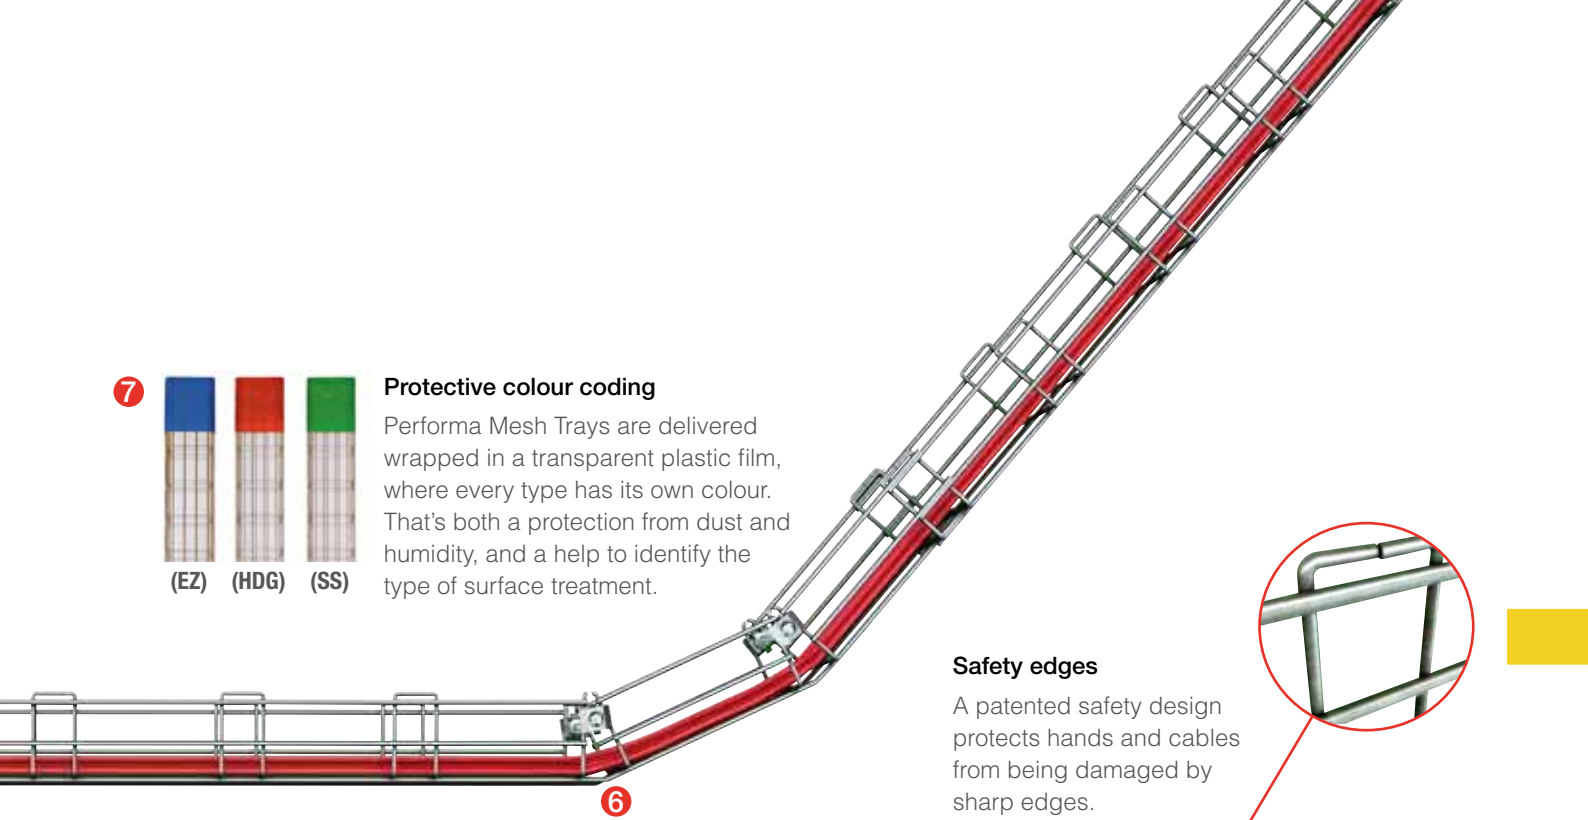 7
Protective colour coding
Performa Mesh Trays are delivered
wrapped in a transparent plastic film,
where every type has its own colour.
That's both a protection from dust and
humidity, and a help to identify the
type of surface treatment.
(EZ) (HDG) (SS)
Safety edges
A patented safety design
protects hands and cables
from being damaged by
sharp edges.
6